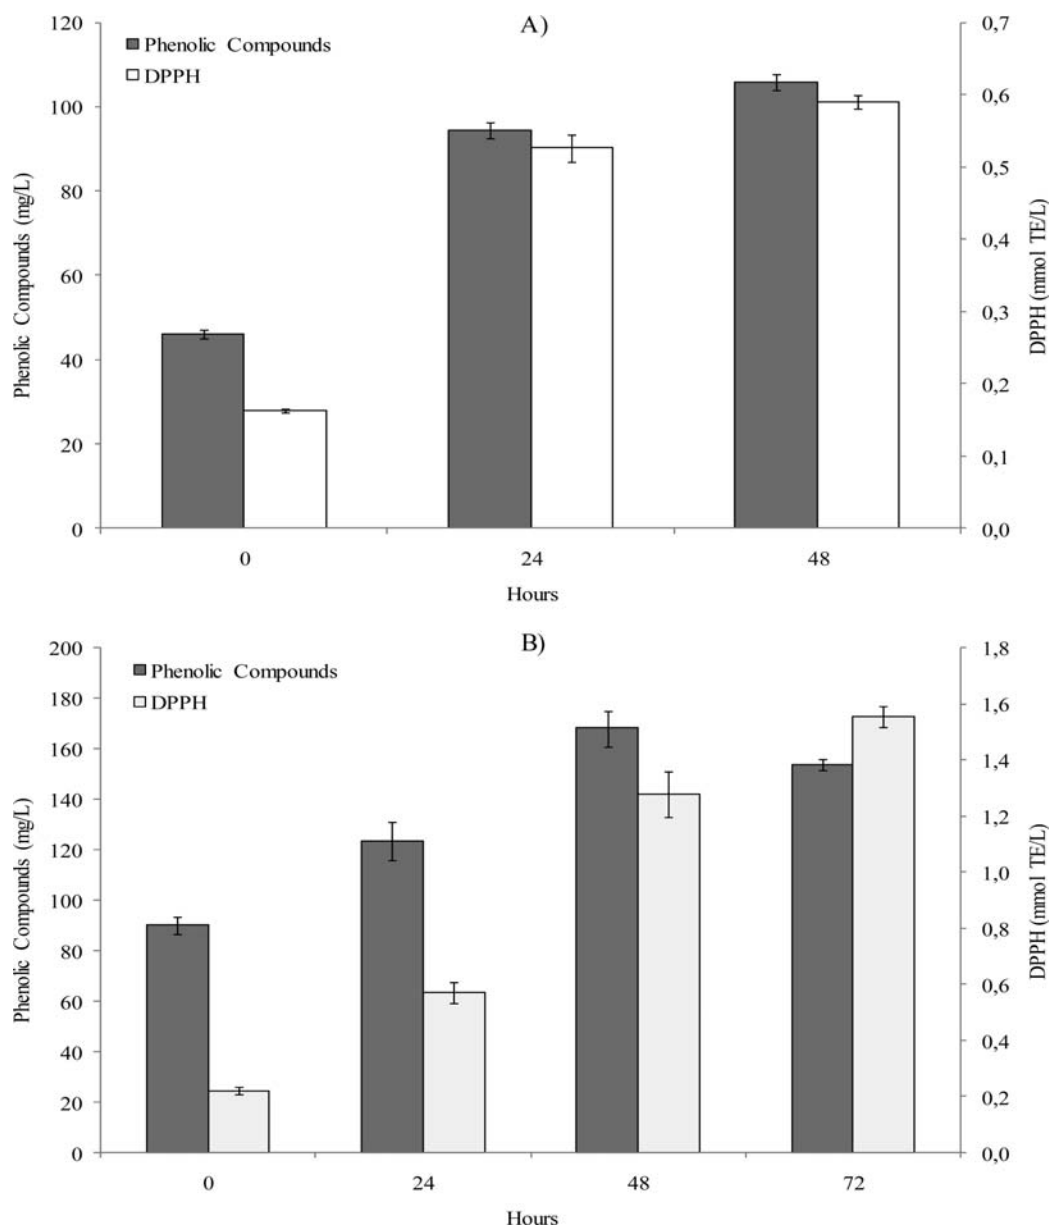 A)
Phenolic Compounds
DPPH
120
100
80
60
40
20
0
Phenolic Compounds (mg/L)
0,7
0,6
0,5
0,4
0,3
0,2
0,1
0,0
DPPH (mmol TE/L)
0 24 48
Hours
B)
Phenolic Compounds
DPPH
200
180
160
140
120
100
80
60
40
20
0
Phenolic Compounds (mg/L)
1,8
1,6
1,4
1,2
1,0
0,8
0,6
0,4
0,2
0,0
DPPH (mmol TE/L)
0 24 48 72
Hours